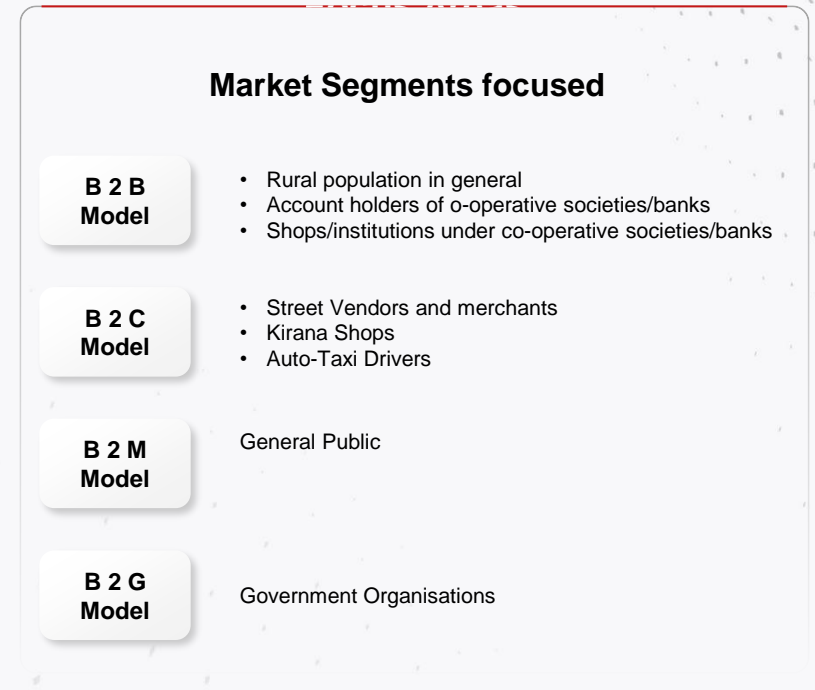 Market Segments focused
B 2 B
Model
• Rural population in general
• Account holders of o-operative societies/banks
• Shops/institutions under co-operative societies/banks
B 2 C
Model
• Street Vendors and merchants
• Kirana Shops
• Auto-Taxi Drivers
B 2 M
Model
General Public
B 2 G
Model
Government Organisations